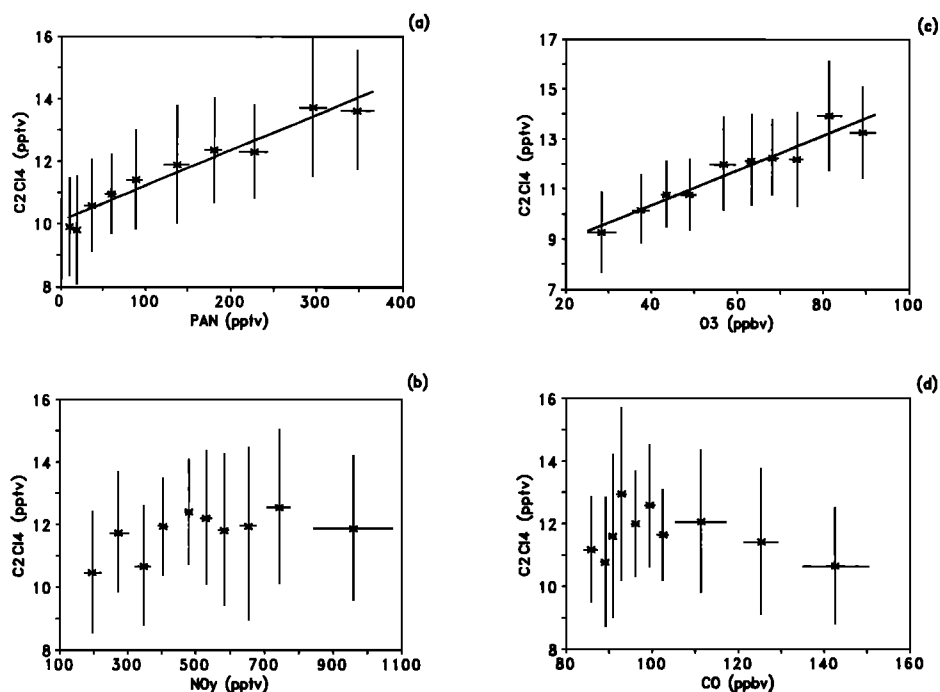 (a)
16
14
12
10
8
C2Cl4 (pptv)
0 100 200 300 400
PAN (pptv)
(c)
17
15
13
11
9
7
C2Cl4 (pptv)
20 40 60 80 100
O3 (ppbv)
(b)
16
14
12
10
8
C2Cl4 (pptv)
100 300 500 700 900 1100
NOy (pptv)
(d)
16
14
12
10
8
C2Cl4 (pptv)
80 100 120 140 160
CO (ppbv)